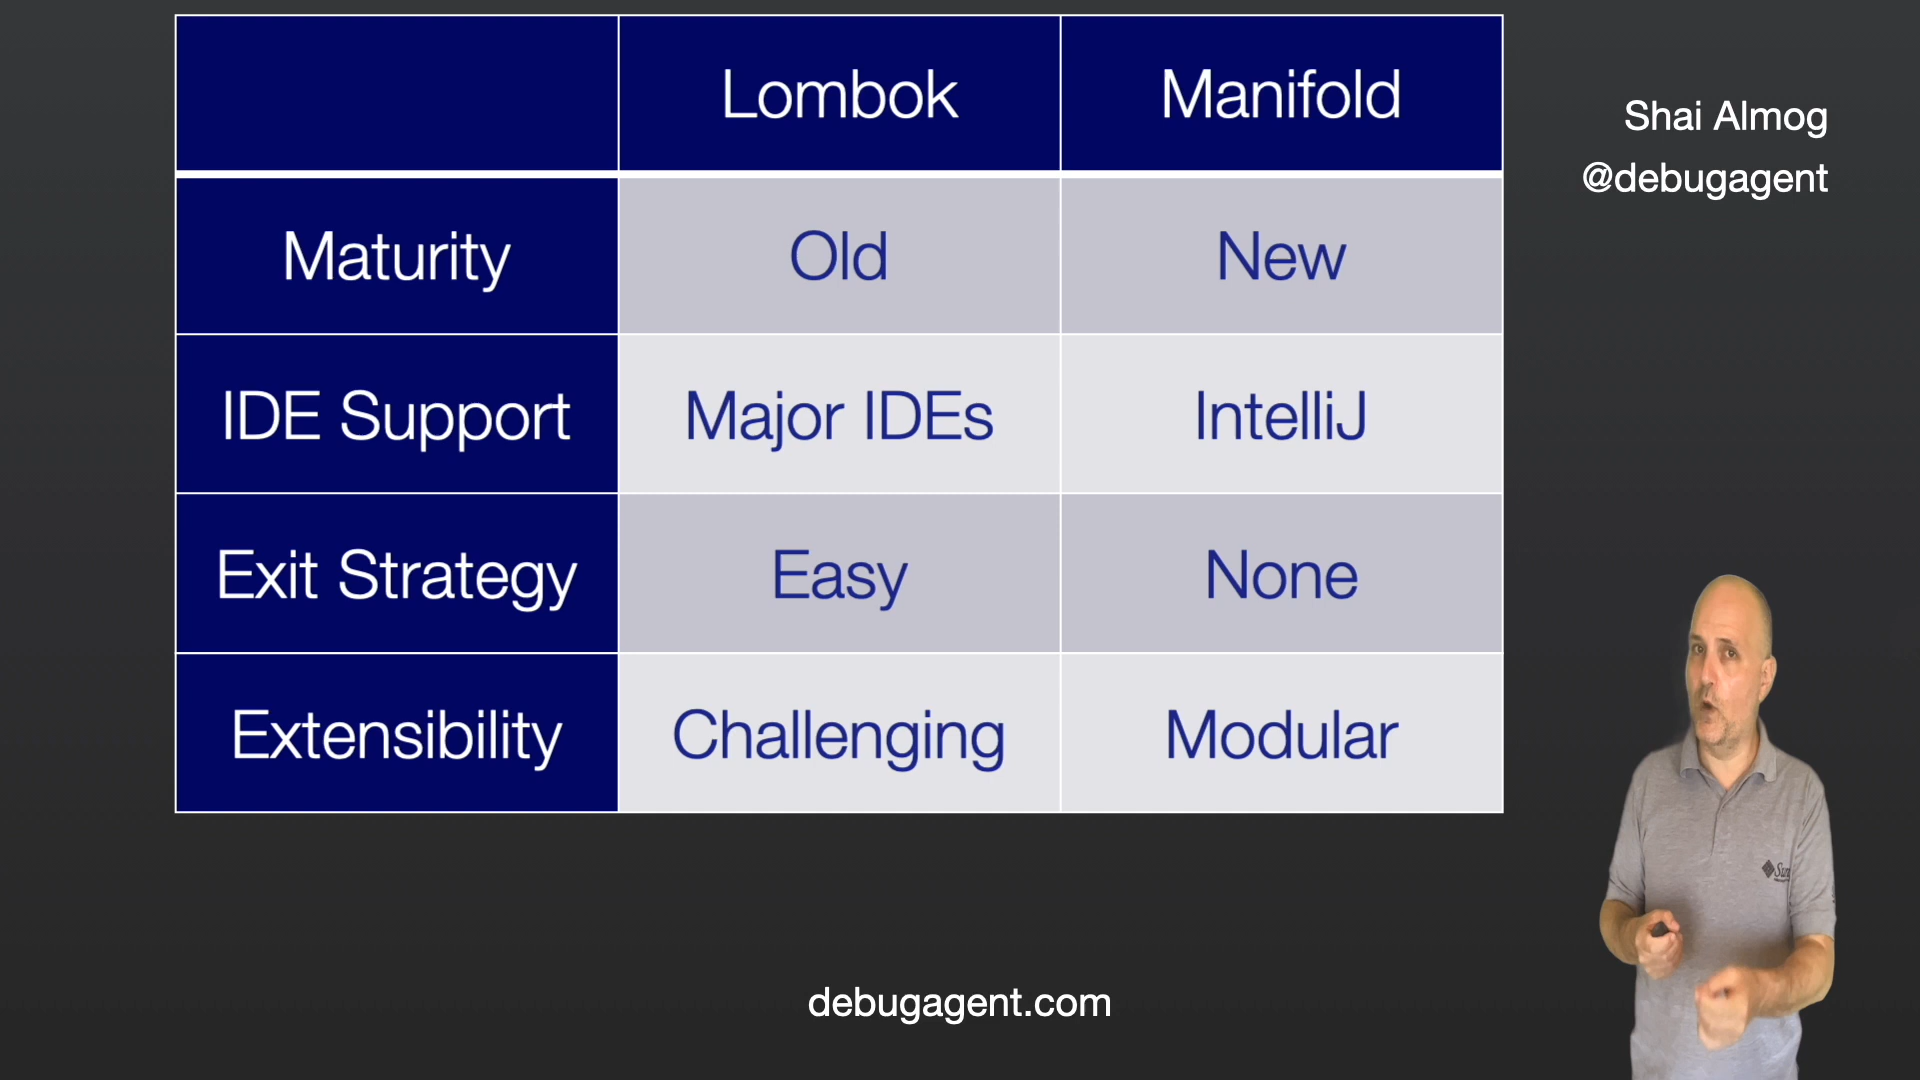 Lombok Manifold
Maturity Old New
IDE Support Major IDEs IntelliJ
Exit Strategy Easy None
Extensibility Challenging Modular
Shai Almog
@debugagent
Sun
debugagent.com